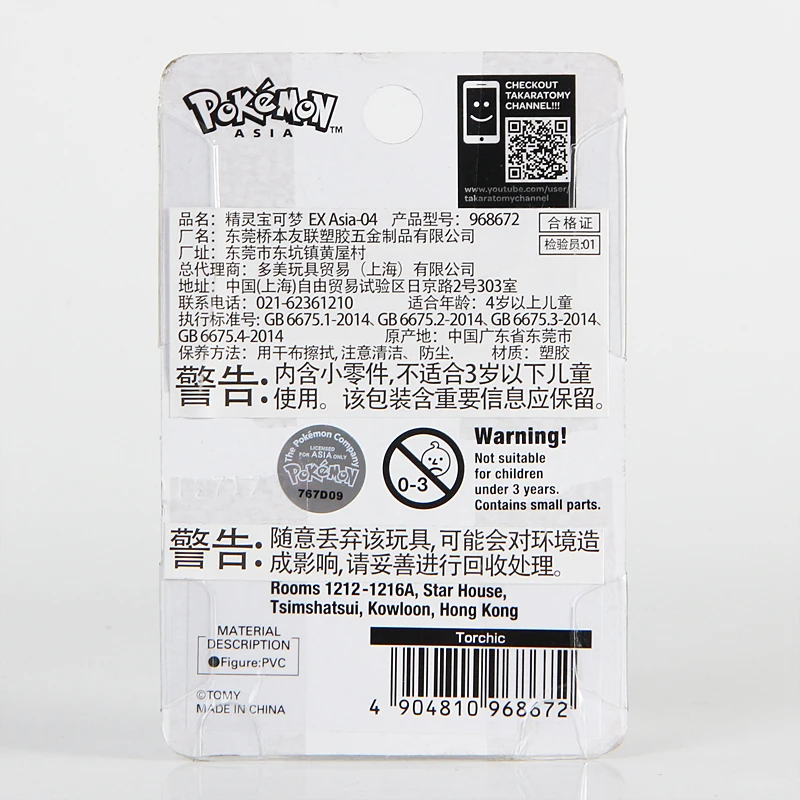 POKéMON™
ASIA
CHECKOUT
TAKARATOMY
CHANNEL!!!
www.youtube.com/user/
takaratomychannel
品名：精灵宝可梦 EX Asia-04 产品型号：968672
合格证
厂名：东莞桥本友联塑胶五金制品有限公司
检验员:01
厂址：东莞市东坑镇黄屋村
总代理商：多美玩具贸易（上海）有限公司
地址：中国(上海)自由贸易试验区日京路2号303室
联系电话：021-62361210 适合年龄：4岁以上儿童
执行标准号: GB 6675.1-2014、GB 6675.2-2014、GB 6675.3-2014、
GB 6675.4-2014 原产地：中国广东省东莞市
保养方法：用干布擦拭, 注意清洁、防尘. 材质：塑胶
警告: 内含小零件,不适合3岁以下儿童
使用。该包装含重要信息应保留。
The Pokémon Company
LICENSED
FOR ASIA ONLY
POKéMON
767D09
0-3
Warning!
Not suitable
for children
under 3 years.
Contains small parts.
警告: 随意丢弃该玩具,可能会对环境造
成影响,请妥善进行回收处理。
Rooms 1212-1216A, Star House,
Tsimshatsui, Kowloon, Hong Kong
MATERIAL
DESCRIPTION
●Figure:PVC
©TOMY
MADE IN CHINA
Torchic
4 904810 968672